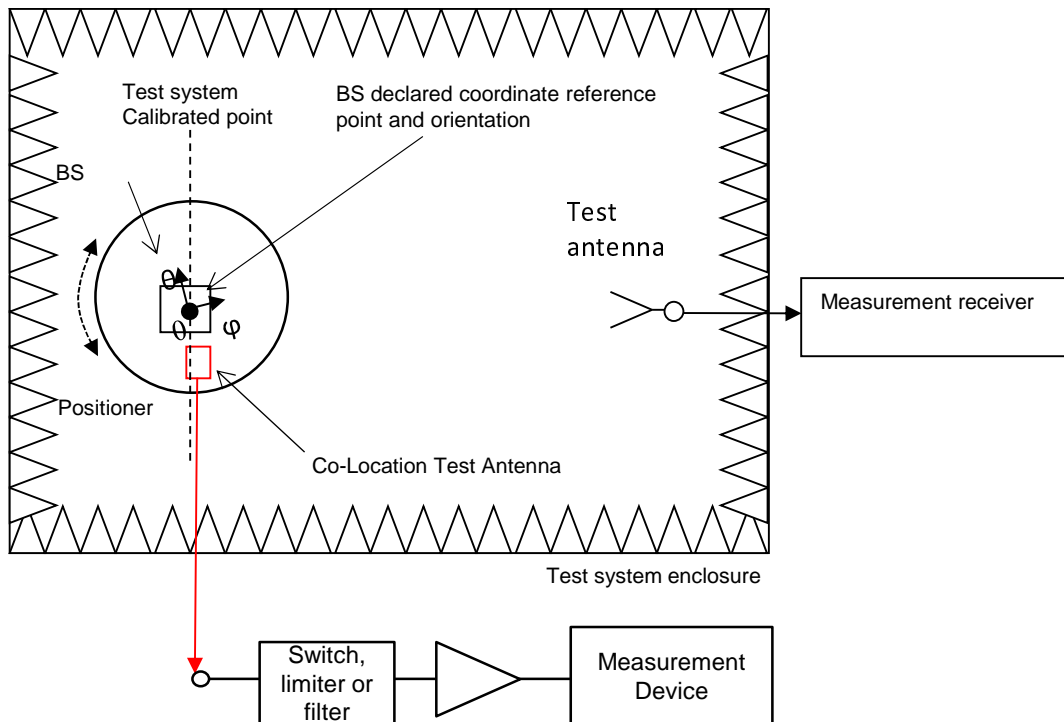 Test system
Calibrated point
BS declared coordinate reference
point and orientation
BS
Test
antenna
Measurement receiver
θ
θ
φ
Positioner
Co-Location Test Antenna
Test system enclosure
Switch,
limiter or
filter
Measurement
Device